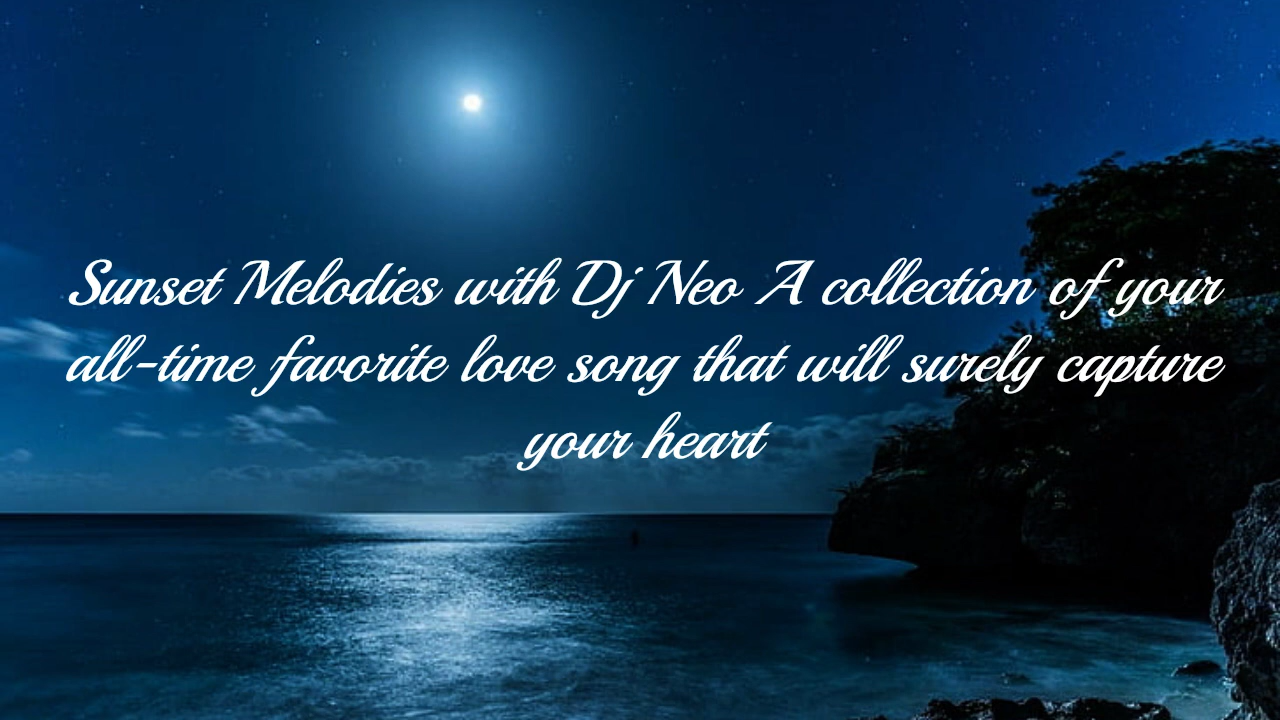 Sunset Melodies with Dj Neo A collection of your
all-time favorite love song that will surely capture
your heart